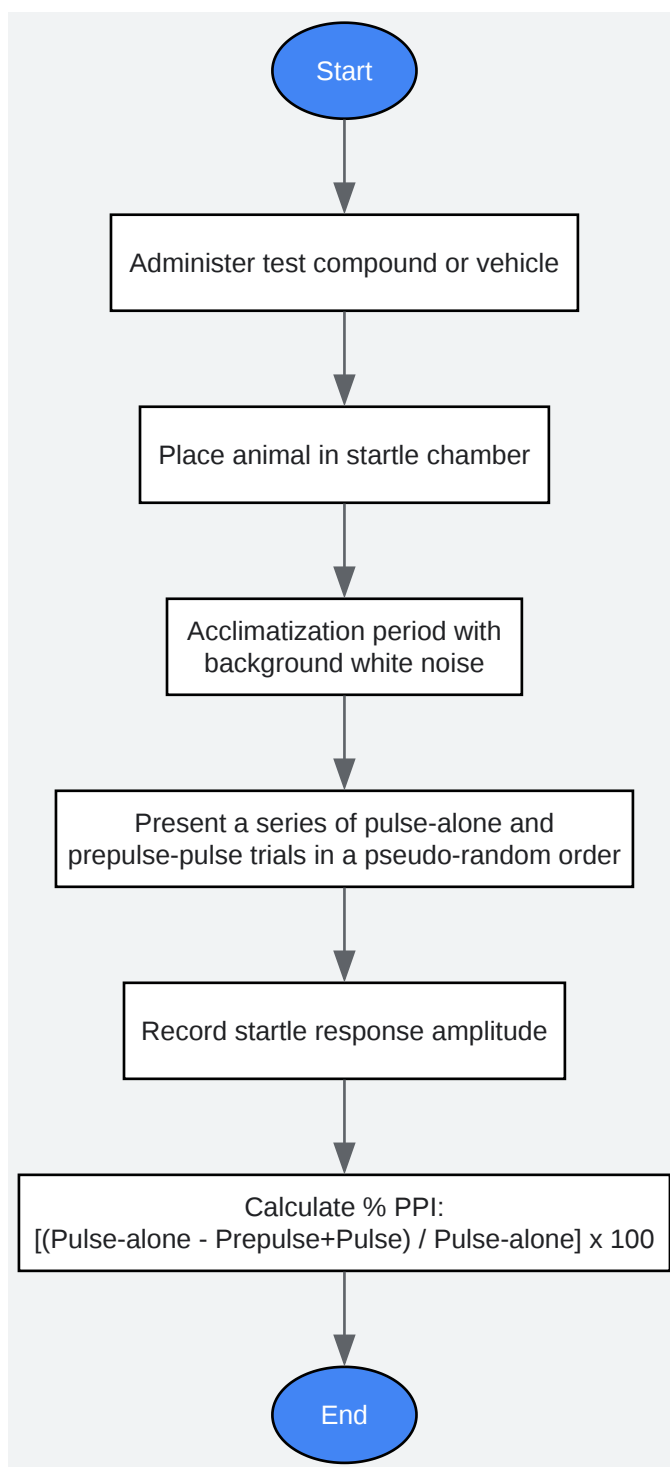 Start
Administer test compound or vehicle
Place animal in startle chamber
Acclimatization period with
background white noise
Present a series of pulse-alone and
prepulse-pulse trials in a pseudo-random order
Record startle response amplitude
Calculate % PPI:
[(Pulse-alone - Prepulse+Pulse) / Pulse-alone] x 100
End